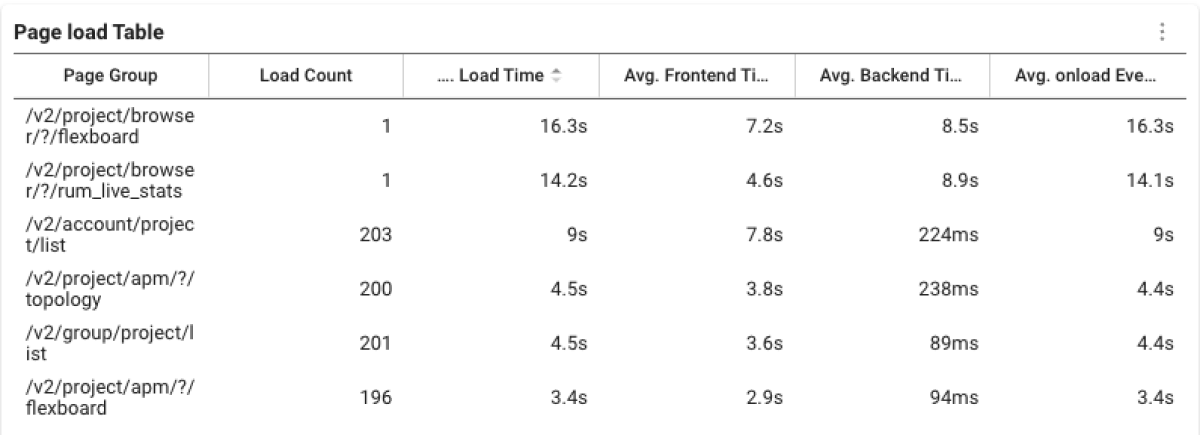 Page load Table
Page Group Load Count .... Load Time Avg. Frontend Ti... Avg. Backend Ti... Avg. onload Eve...
/v2/project/browse
r/?/flexboard 1 16.3s 7.2s 8.5s 16.3s
/v2/project/browse
r/?/rum_live_stats 1 14.2s 4.6s 8.9s 14.1s
/v2/account/projec
t/list 203 9s 7.8s 224ms 9s
/v2/project/apm/?/
topology 200 4.5s 3.8s 238ms 4.4s
/v2/group/project/l
ist 201 4.5s 3.6s 89ms 4.4s
/v2/project/apm/?/
flexboard 196 3.4s 2.9s 94ms 3.4s